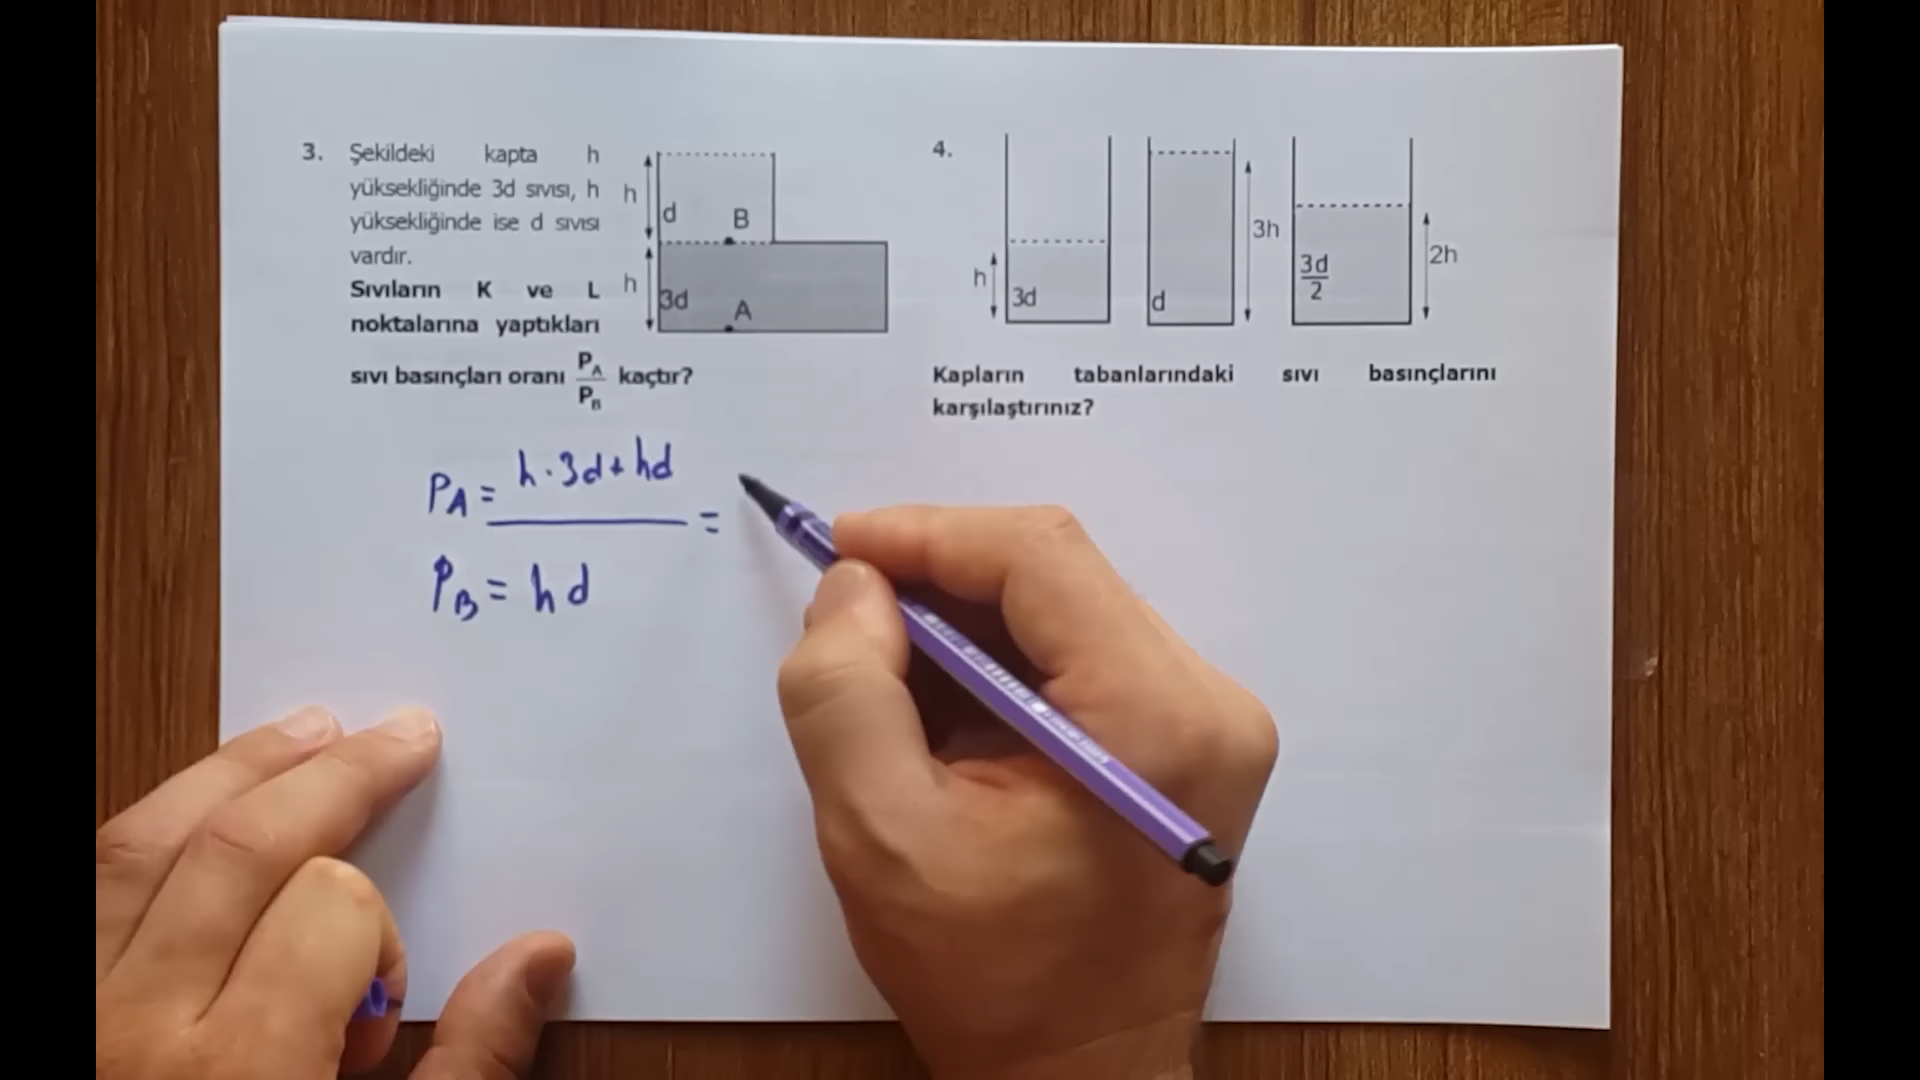 3. Şekildeki kapta h
yüksekliğinde 3d sıvısı, h
yüksekliğinde ise d sıvısı
vardır.
Sıvıların K ve L
noktalarına yaptıkları
sıvı basınçları oranı P_A/P_B kaçtır?
h
d B
h
3d A
P_A = h·3d+hd =
P_B = hd
4.
h
3d
d
3h
3d/2
2h
Kapların tabanlarındaki sıvı basınçlarını
karşılaştırınız?